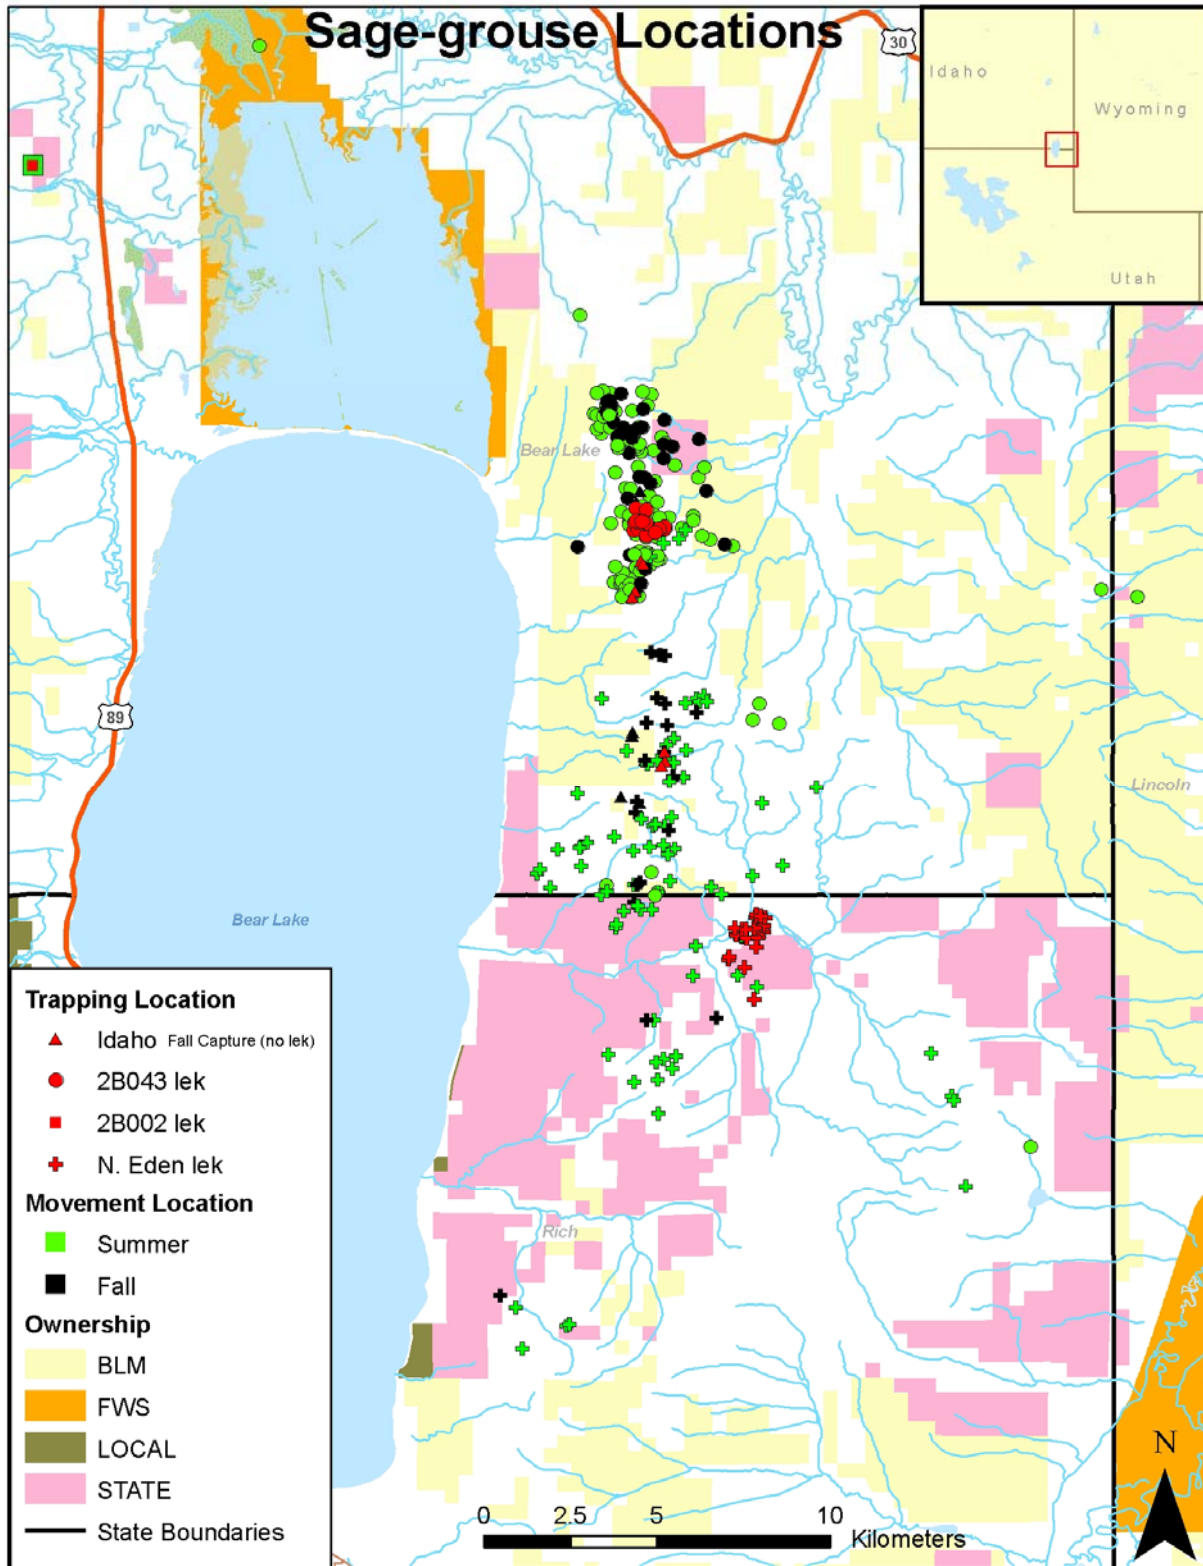 Sage-grouse Locations
30
Idaho
Wyoming
Utah
Bear Lake
89
Lincoln
Bear Lake
Trapping Location
Idaho Fall Capture (no lek)
2B043 lek
2B002 lek
N. Eden lek
Movement Location
Summer
Fall
Ownership
BLM
FWS
LOCAL
STATE
State Boundaries
Rich
N
0 2.5 5 10
Kilometers